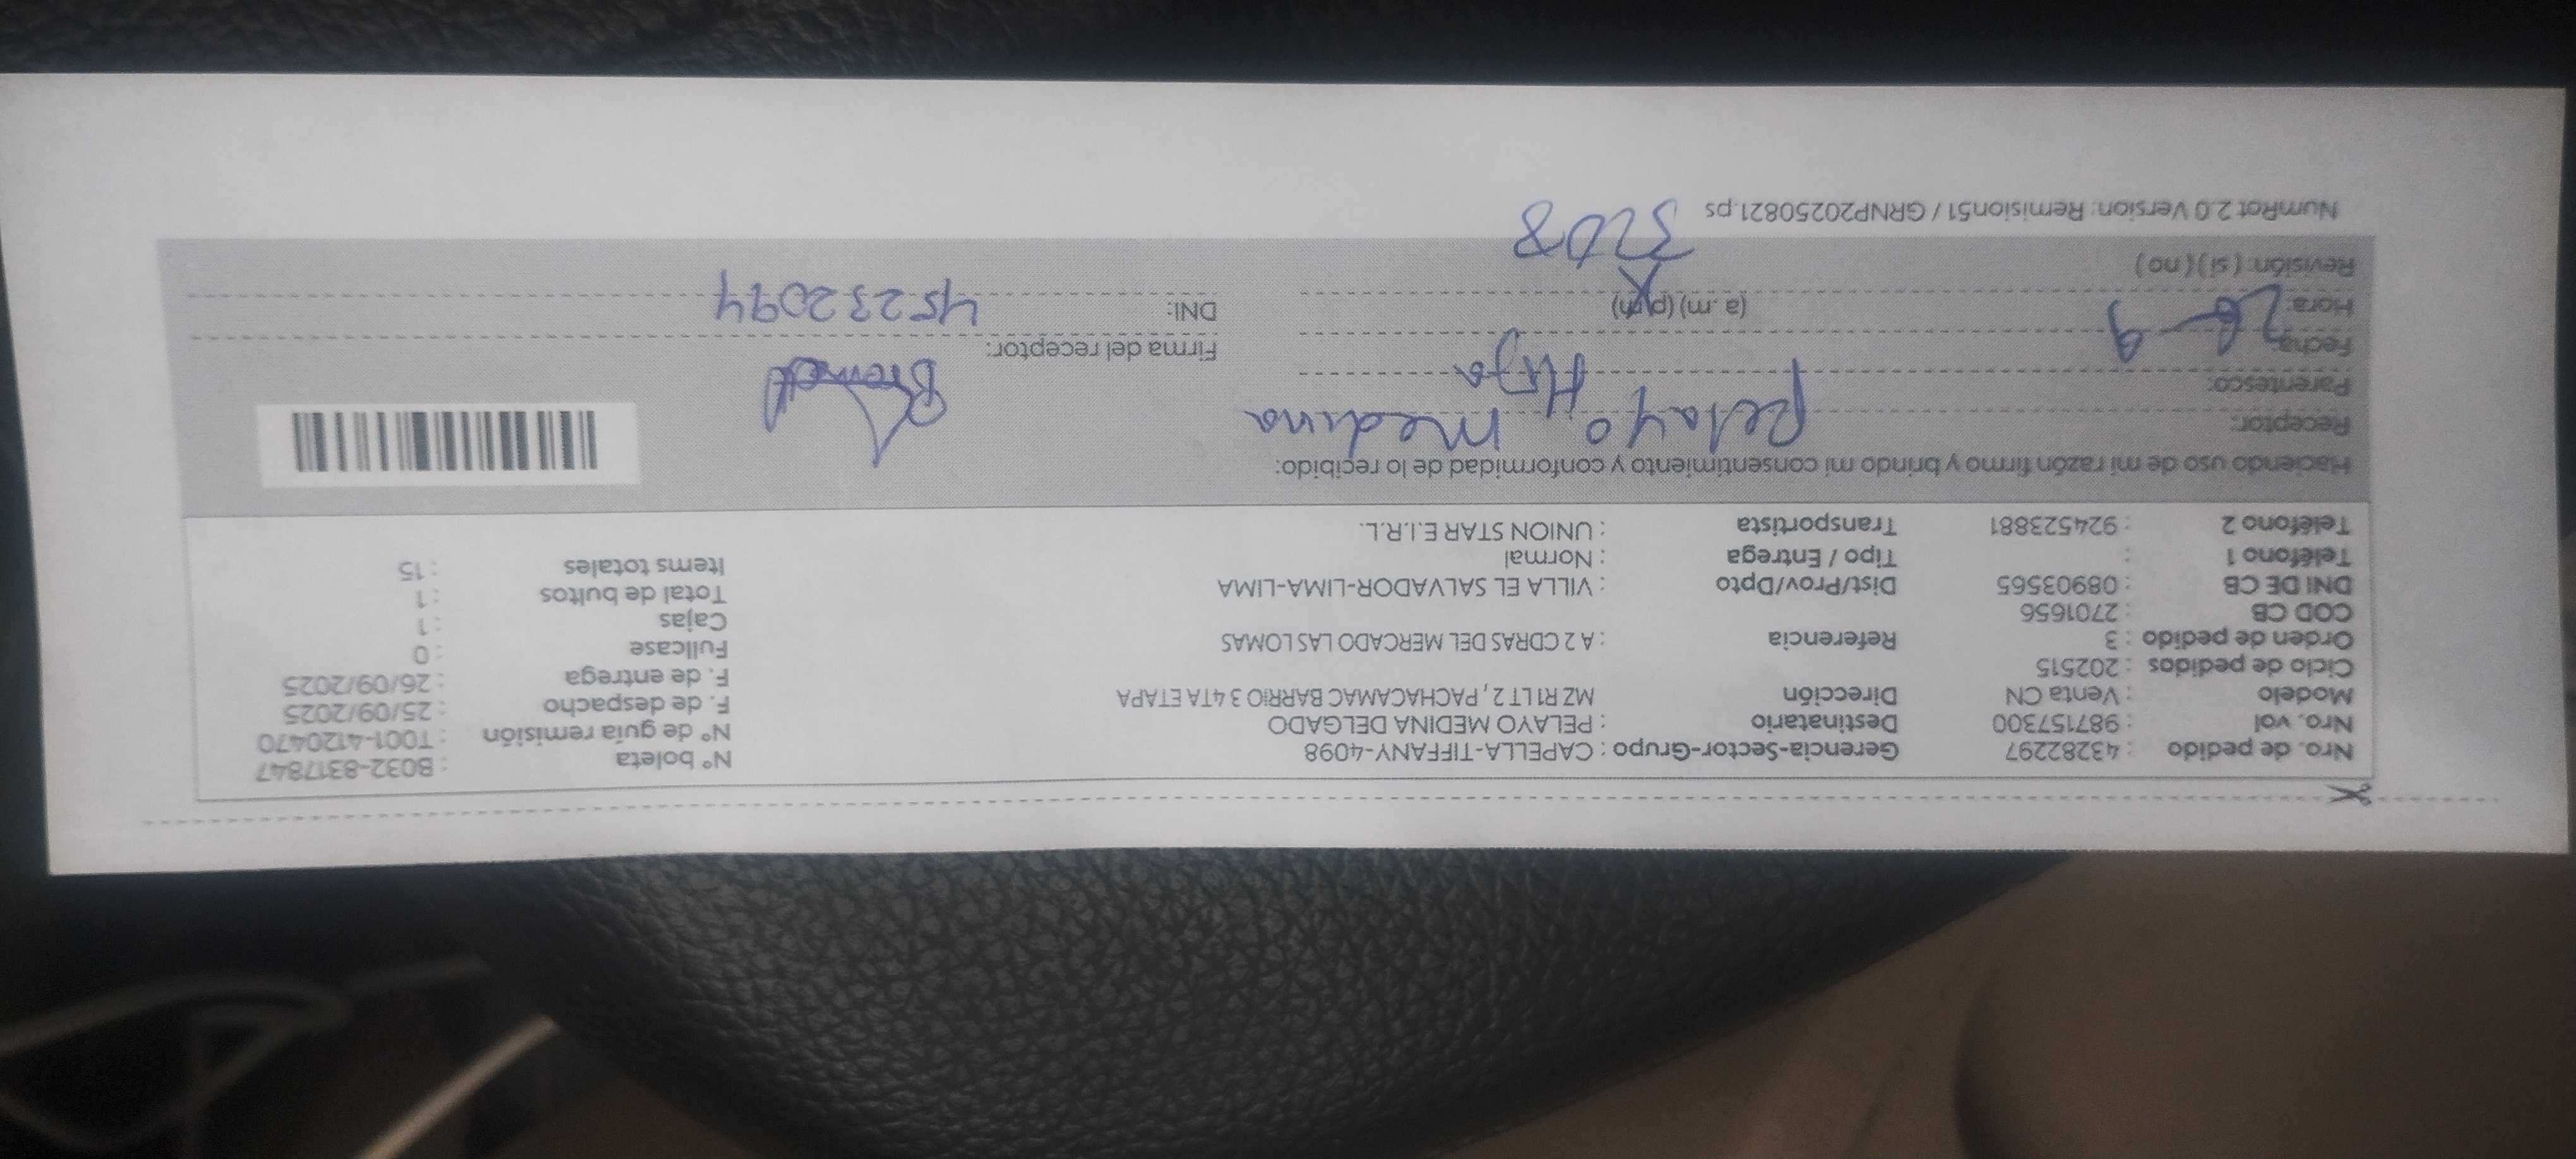 Nro. de pedido : 43282297 Gerencia-Sector-Grupo : CAPELLA-TIFFANY-4098 N° boleta : B032-8317847
Nro. vol : 987157300 Destinatario : PELAYO MEDINA DELGADO N° de guía remisión : T001-4120470
Modelo : Venta CN Dirección MZ R1 LT 2 , PACHACAMAC BARRIO 3 4TA ETAPA F. de despacho : 25/09/2025
Ciclo de pedidos : 202515 F. de entrega : 26/09/2025
Orden de pedido : 3 Referencia : A 2 CDRAS DEL MERCADO LAS LOMAS Fullcase : 0
COD CB : 2701656 Cajas : 1
DNI DE CB : 08903565 Dist/Prov/Dpto : VILLA EL SALVADOR-LIMA-LIMA Total de bultos : 1
Teléfono 1 : Tipo / Entrega : Normal Items totales : 15
Teléfono 2 : 924523881 Transportista : UNION STAR E.I.R.L.
Haciendo uso de mi razón firmo y brindo mi consentimiento y conformidad de lo recibido:
Receptor: Pelayo Medina
Parentesco: Hija
Fecha: 26-9 Firma del receptor:
Hora: (a. m) (p.m) DNI: 45232094
Revisión: ( si ) ( no ) 3208
NumRot 2.0 Version: Remision51 / GRNP20250821.ps